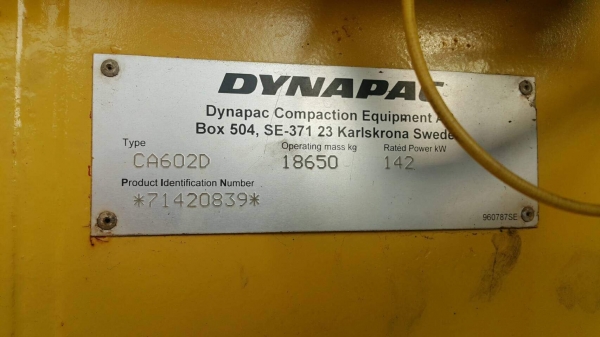 DYNAPAC
Dynapac Compaction Equipment A
Box 504, SE-371 23 Karlskrona Swede
Type Operating mass kg Rated Power kW
CA602D 18650 142
Product Identification Number
*71420839*
960787SE